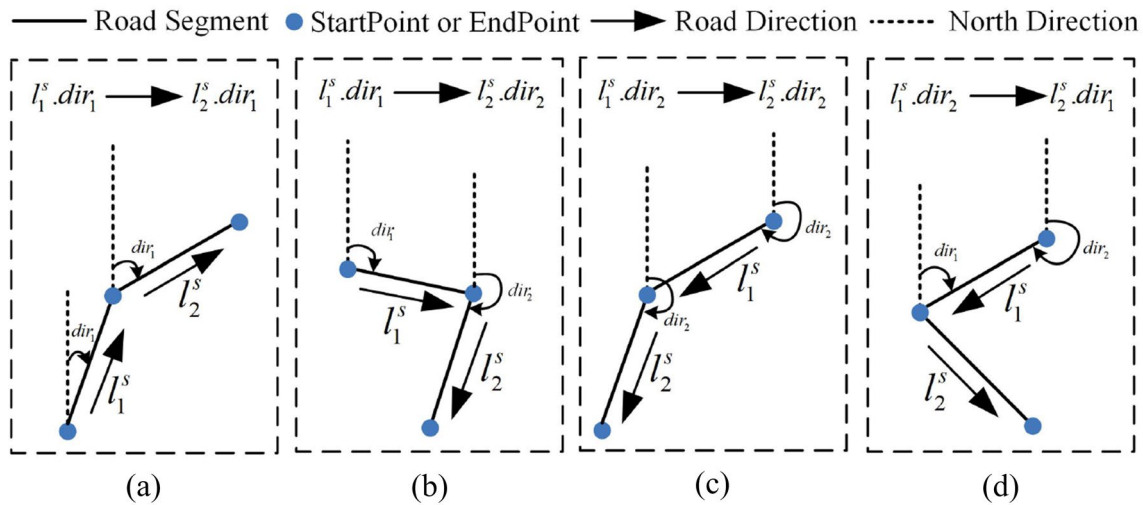 Road Segment StartPoint or EndPoint Road Direction North Direction
l₁ˢ.dir₁ l₂ˢ.dir₁ l₁ˢ.dir₁ l₂ˢ.dir₂ l₁ˢ.dir₂ l₂ˢ.dir₂ l₁ˢ.dir₂ l₂ˢ.dir₁
dir₁
l₂ˢ
dir₁
l₁ˢ
(a)
dir₁
dir₂
l₁ˢ
l₂ˢ
(b)
dir₂
l₁ˢ
dir₂
l₂ˢ
(c)
dir₁
dir₂
l₁ˢ
l₂ˢ
(d)